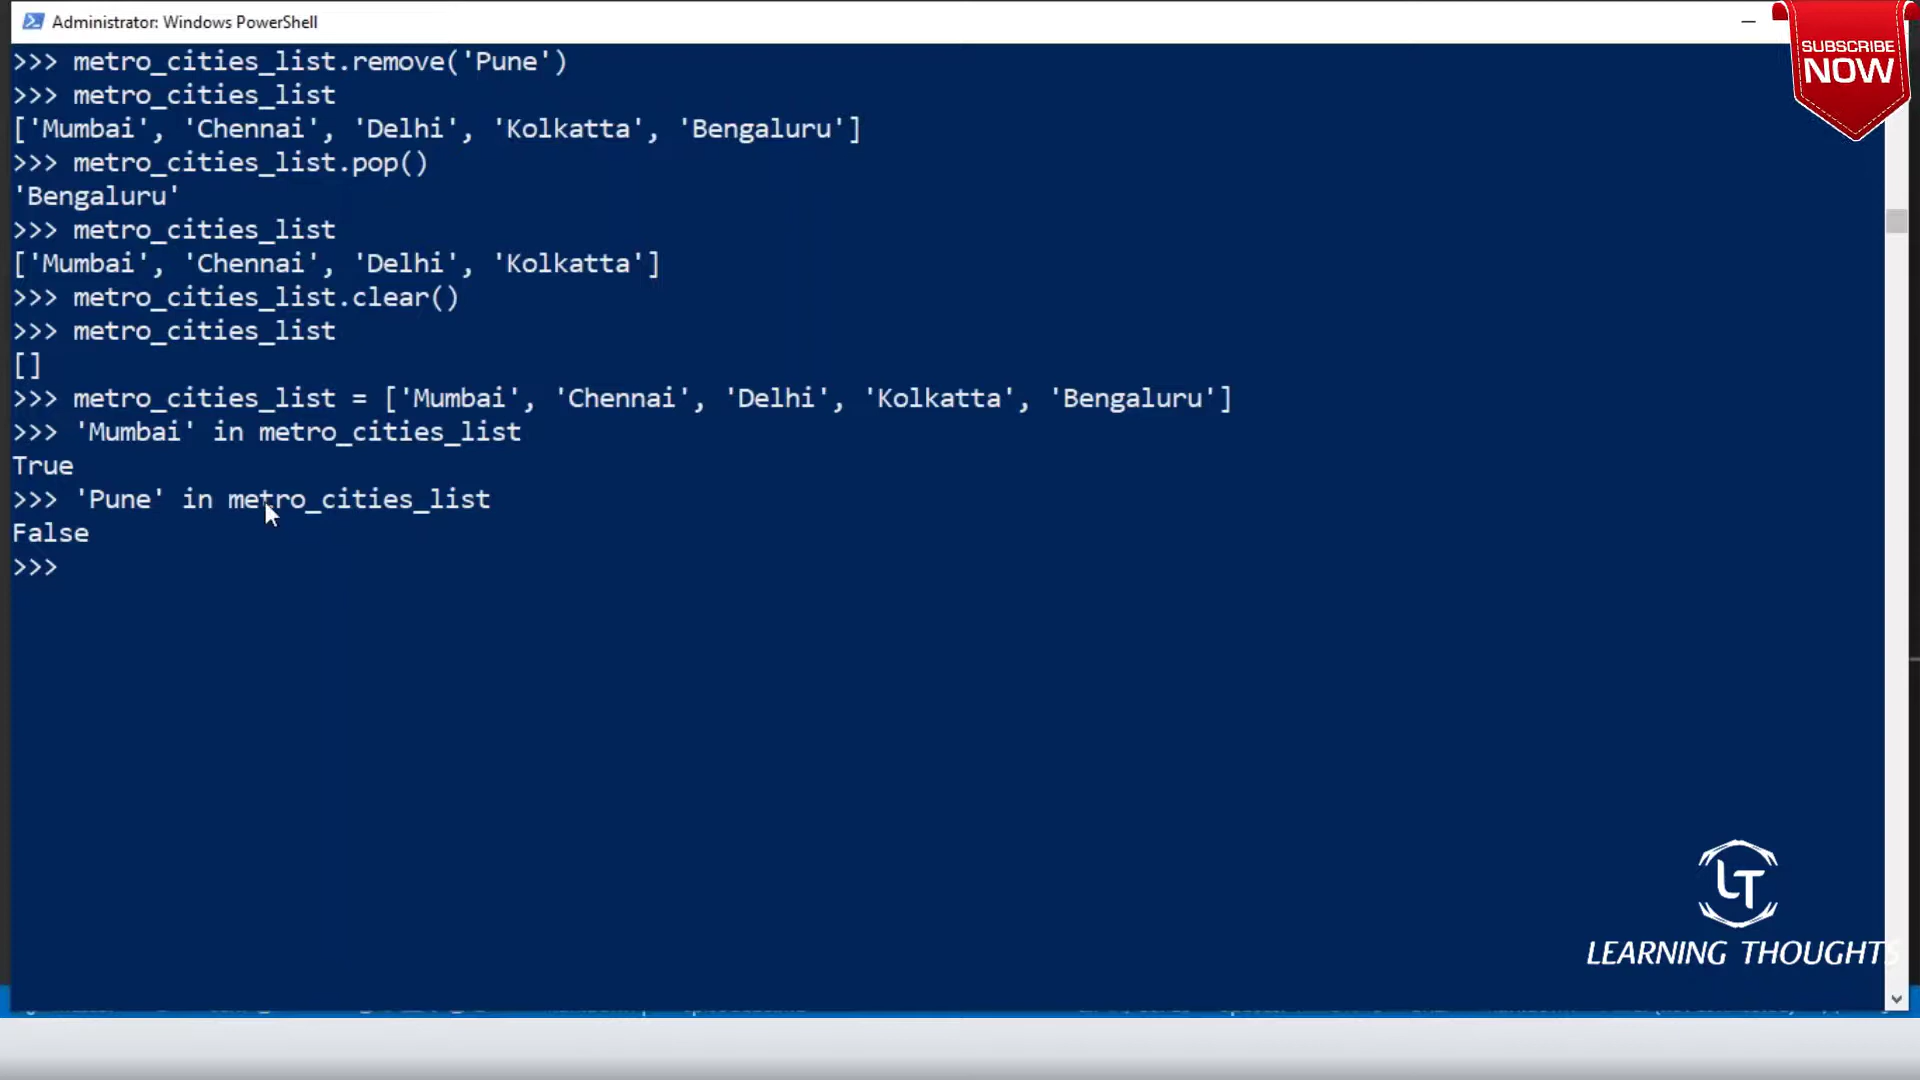 Administrator: Windows PowerShell
SUBSCRIBE
NOW
>>> metro_cities_list.remove('Pune')
>>> metro_cities_list
['Mumbai', 'Chennai', 'Delhi', 'Kolkatta', 'Bengaluru']
>>> metro_cities_list.pop()
'Bengaluru'
>>> metro_cities_list
['Mumbai', 'Chennai', 'Delhi', 'Kolkatta']
>>> metro_cities_list.clear()
>>> metro_cities_list
[]
>>> metro_cities_list = ['Mumbai', 'Chennai', 'Delhi', 'Kolkatta', 'Bengaluru']
>>> 'Mumbai' in metro_cities_list
True
>>> 'Pune' in metro_cities_list
False
>>>
LT
LEARNING THOUGHTS